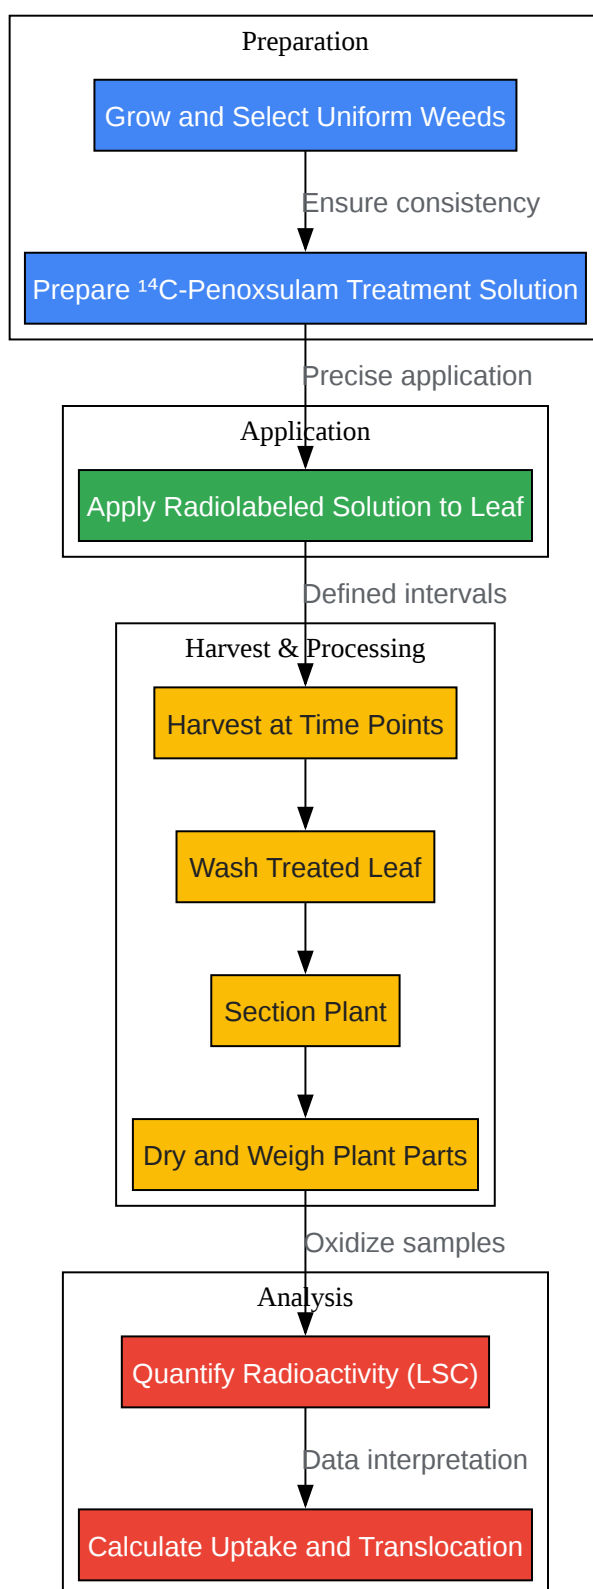 Preparation
Grow and Select Uniform Weeds
Ensure consistency
Prepare ¹⁴C-Penoxsulam Treatment Solution
Precise application
Application
Apply Radiolabeled Solution to Leaf
Defined intervals
Harvest & Processing
Harvest at Time Points
Wash Treated Leaf
Section Plant
Dry and Weigh Plant Parts
Oxidize samples
Analysis
Quantify Radioactivity (LSC)
Data interpretation
Calculate Uptake and Translocation